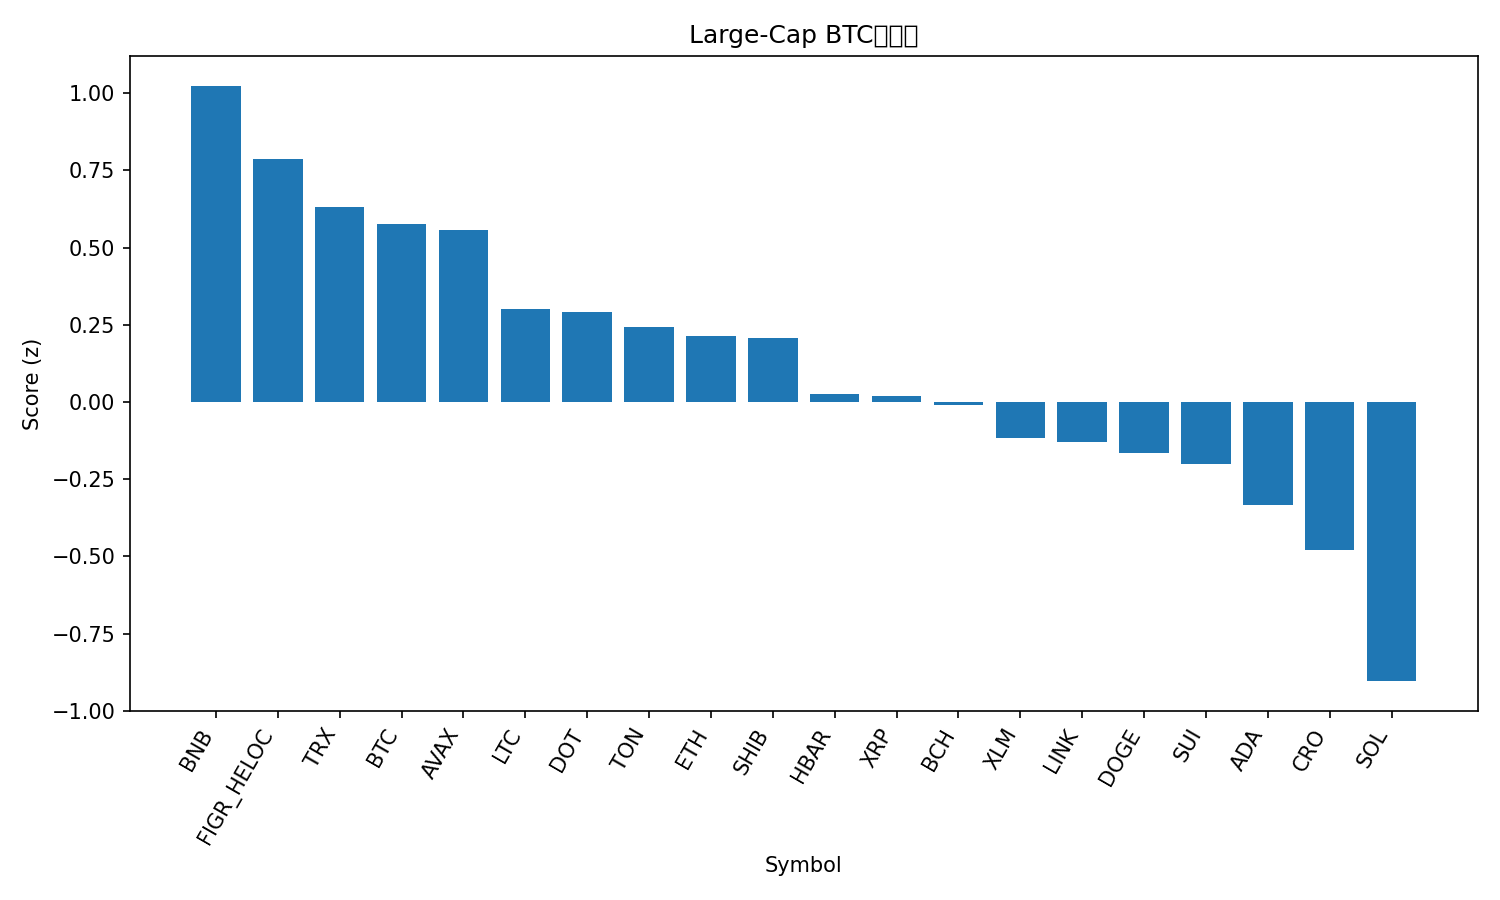 Large-Cap BTC
Score (z)
1.00
0.75
0.50
0.25
0.00
−0.25
−0.50
−0.75
−1.00
BNB
FIGR_HELOC
TRX
BTC
AVAX
LTC
DOT
TON
ETH
SHIB
HBAR
XRP
BCH
XLM
LINK
DOGE
SUI
ADA
CRO
SOL
Symbol